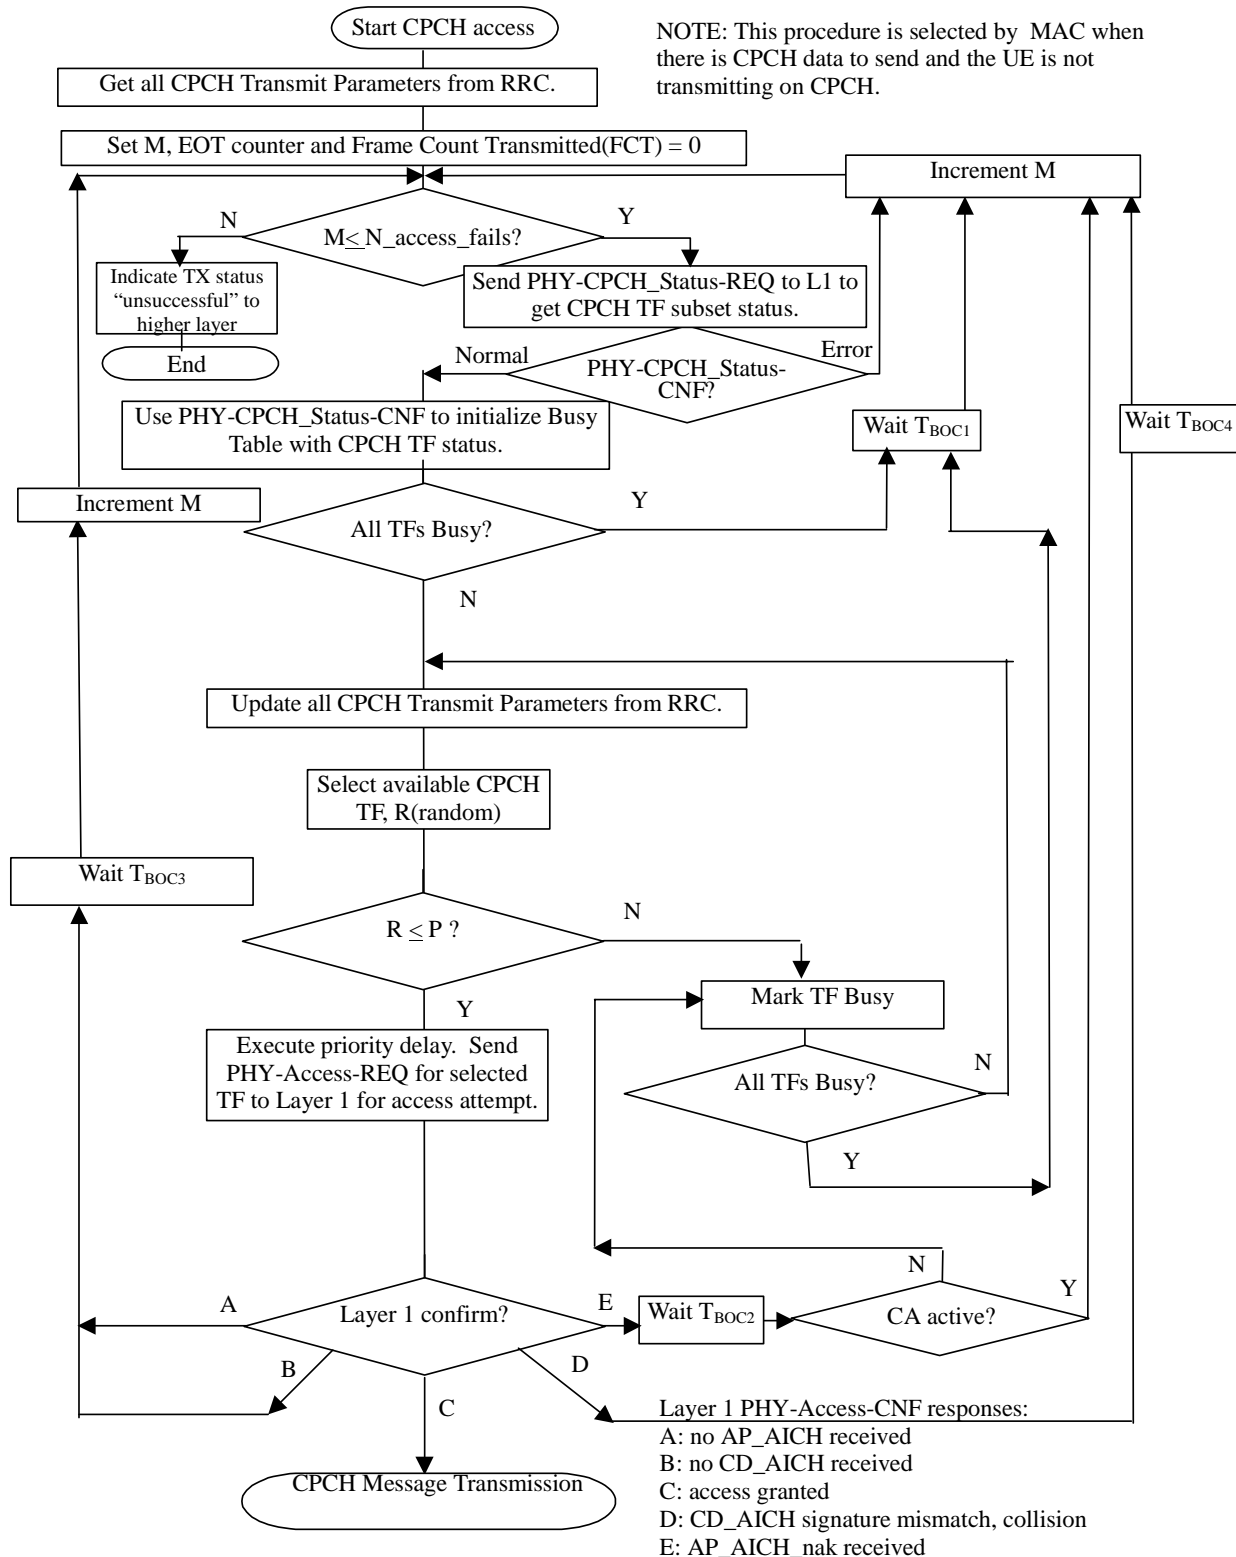 Start CPCH access
NOTE: This procedure is selected by MAC when
there is CPCH data to send and the UE is not
transmitting on CPCH.
Get all CPCH Transmit Parameters from RRC.
Set M, EOT counter and Frame Count Transmitted(FCT) = 0
Increment M
N
Y
M≤ N_access_fails?
Indicate TX status
“unsuccessful” to
higher layer
End
Send PHY-CPCH_Status-REQ to L1 to
get CPCH TF subset status.
Normal
Error
PHY-CPCH_Status-
CNF?
Use PHY-CPCH_Status-CNF to initialize Busy
Table with CPCH TF status.
Wait TBOC1
Wait TBOC4
Increment M
Y
All TFs Busy?
N
Update all CPCH Transmit Parameters from RRC.
Select available CPCH
TF, R(random)
Wait TBOC3
N
R ≤ P ?
Mark TF Busy
Y
Execute priority delay. Send
PHY-Access-REQ for selected
TF to Layer 1 for access attempt.
N
All TFs Busy?
Y
N
Y
A
Layer 1 confirm?
E
Wait TBOC2
CA active?
B
D
C
CPCH Message Transmission
Layer 1 PHY-Access-CNF responses:
A: no AP_AICH received
B: no CD_AICH received
C: access granted
D: CD_AICH signature mismatch, collision
E: AP_AICH_nak received